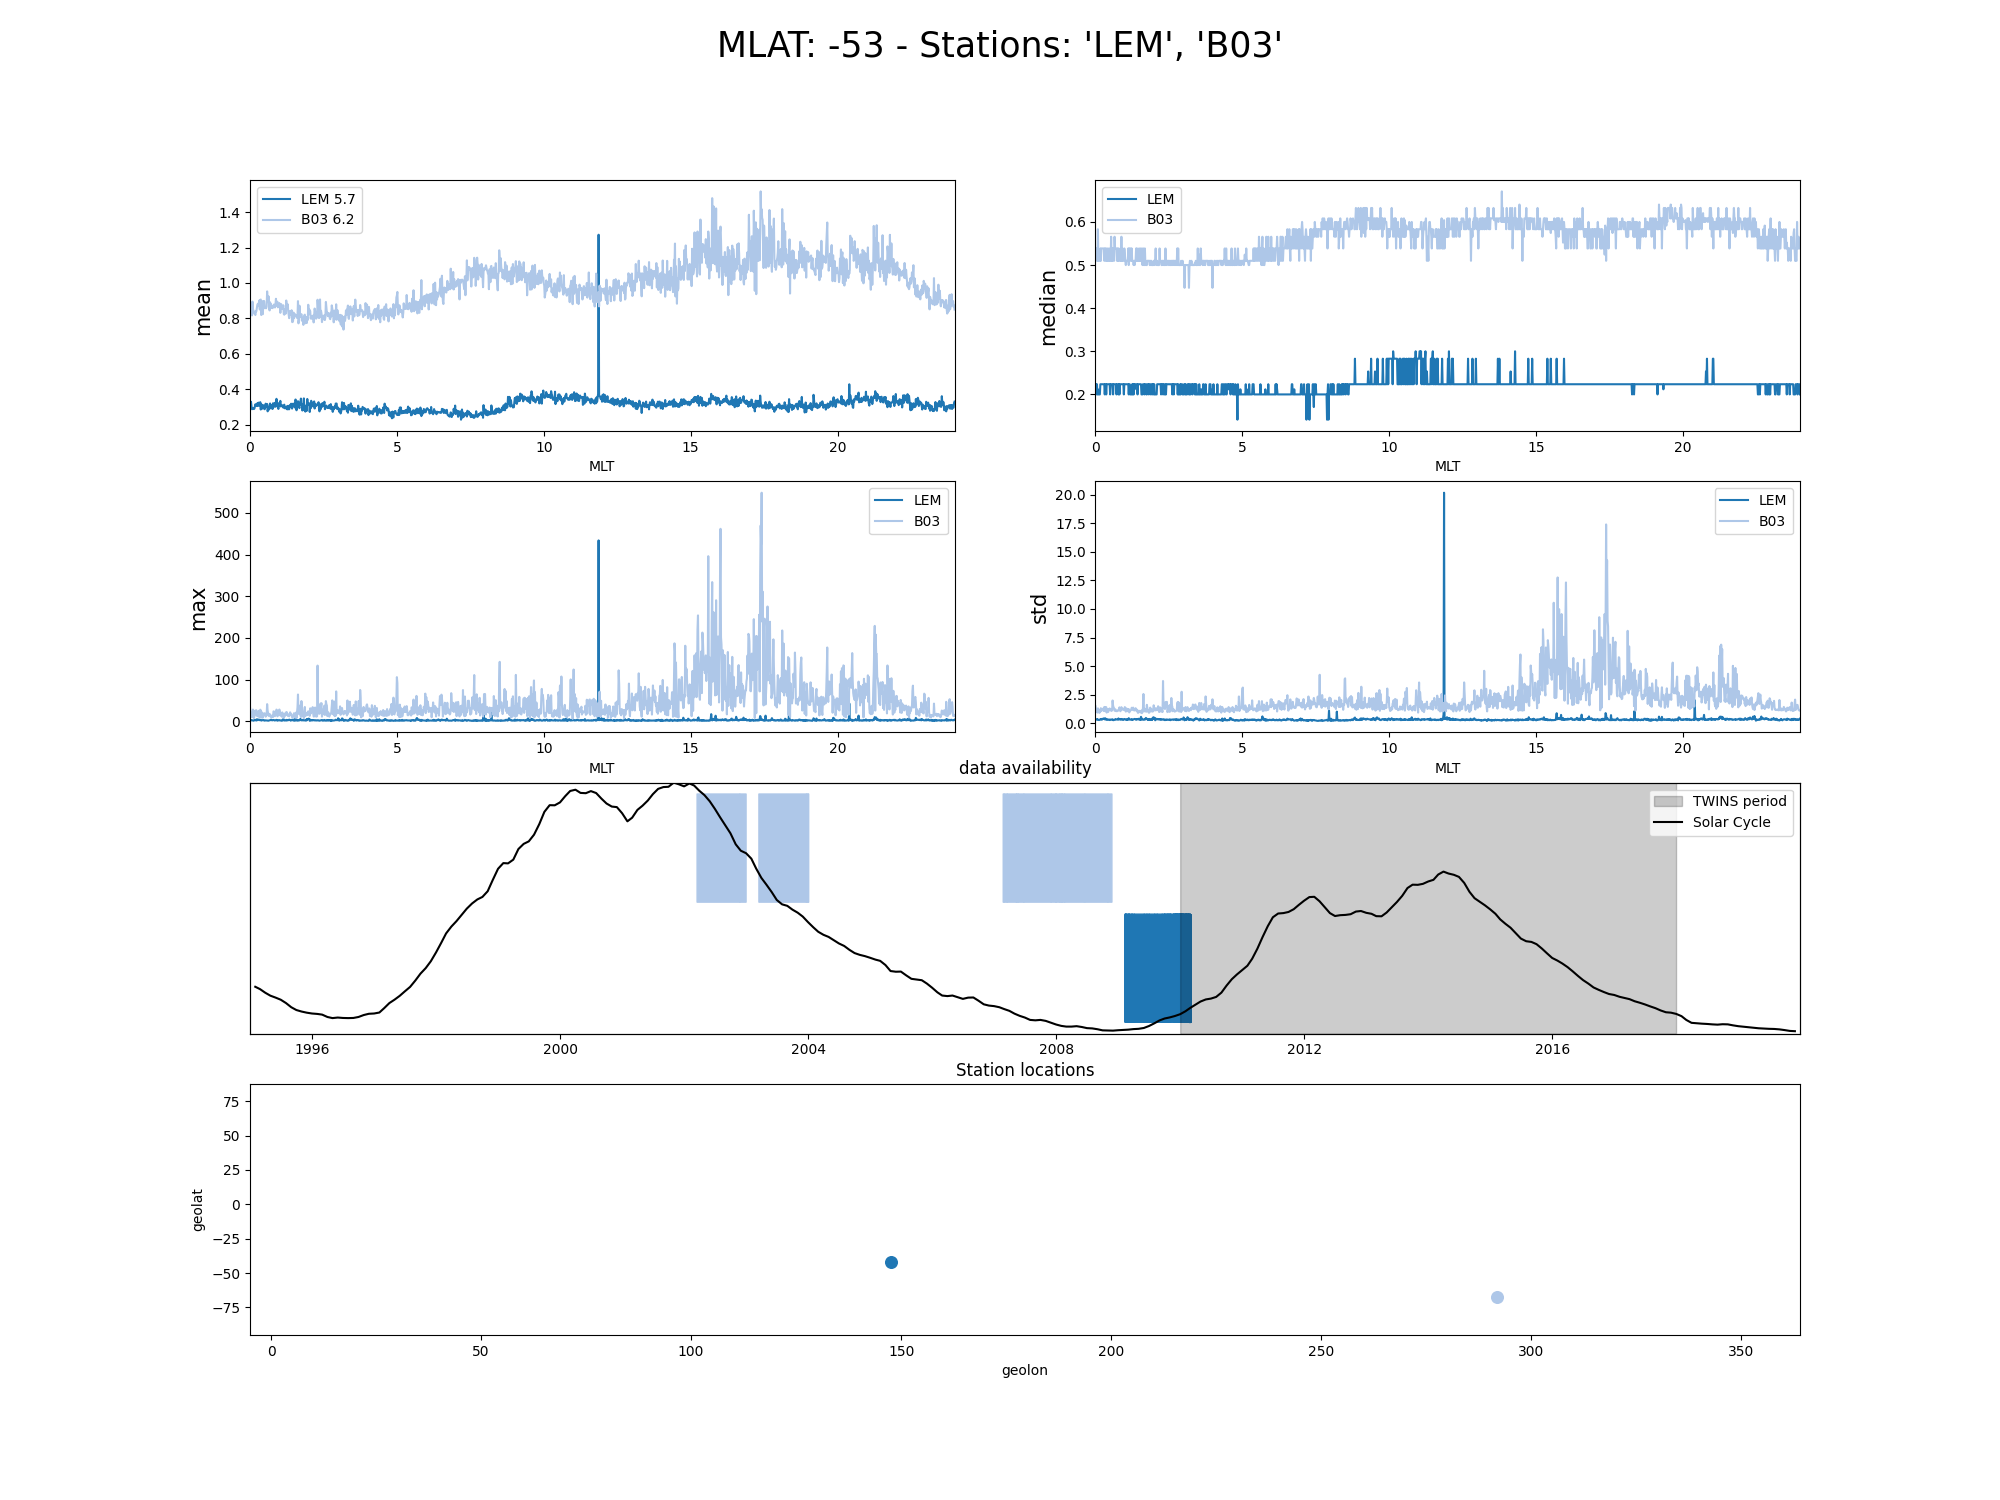 MLAT: -53 - Stations: 'LEM', 'B03'
LEM 5.7
B03 6.2
mean
1.4
1.2
1.0
0.8
0.6
0.4
0.2
0 5 10 15 20
MLT
LEM
B03
median
0.6
0.5
0.4
0.3
0.2
0 5 10 15 20
MLT
LEM
B03
max
500
400
300
200
100
0
0 5 10 15 20
MLT
LEM
B03
std
20.0
17.5
15.0
12.5
10.0
7.5
5.0
2.5
0.0
0 5 10 15 20
MLT
data availability
TWINS period
Solar Cycle
1996 2000 2004 2008 2012 2016
Station locations
geolat
75
50
25
0
−25
−50
−75
0 50 100 150 200 250 300 350
geolon